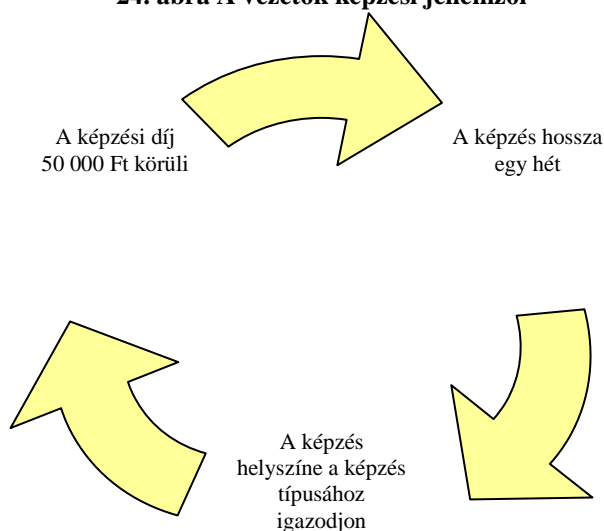 24. ábra A vezetők képzési jellemzői
A képzési díj
50 000 Ft körüli
A képzés hossza
egy hét
A képzés
helyszíne a képzés
típusához
igazodjon